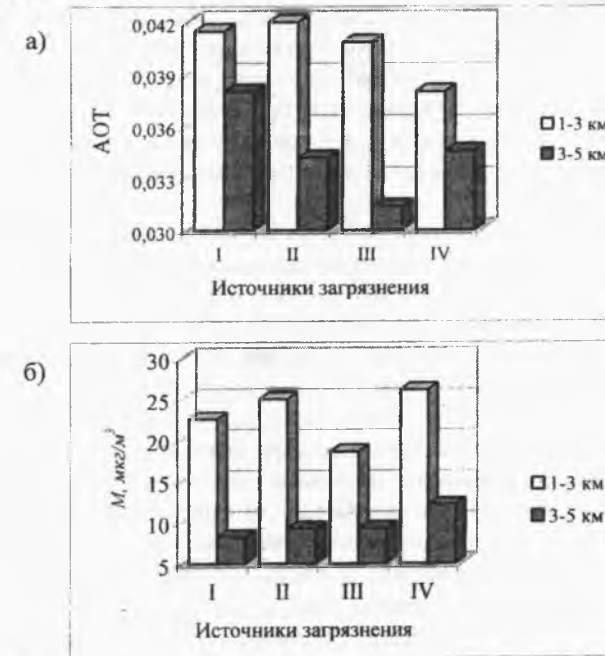 а)
0,042
0,039
0,036
0,033
0,030
АОТ
I II III IV
Источники загрязнения
1-3 км
3-5 км
б)
30
25
20
15
10
5
М, мкг/м³
I II III IV
Источники загрязнения
1-3 км
3-5 км